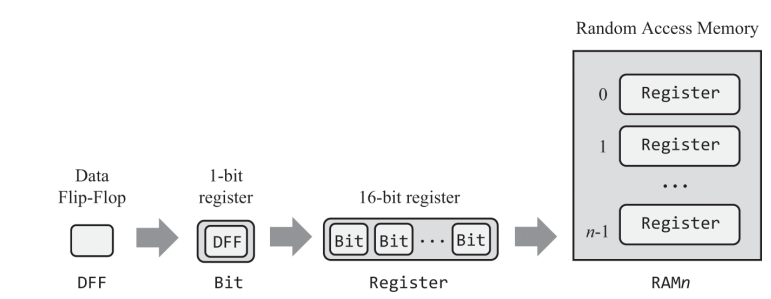 Random Access Memory
0 Register
1 Register
...
n-1 Register
Data
Flip-Flop
1-bit
register
16-bit register
DFF
Bit Bit ... Bit
DFF
Bit
Register
RAMn